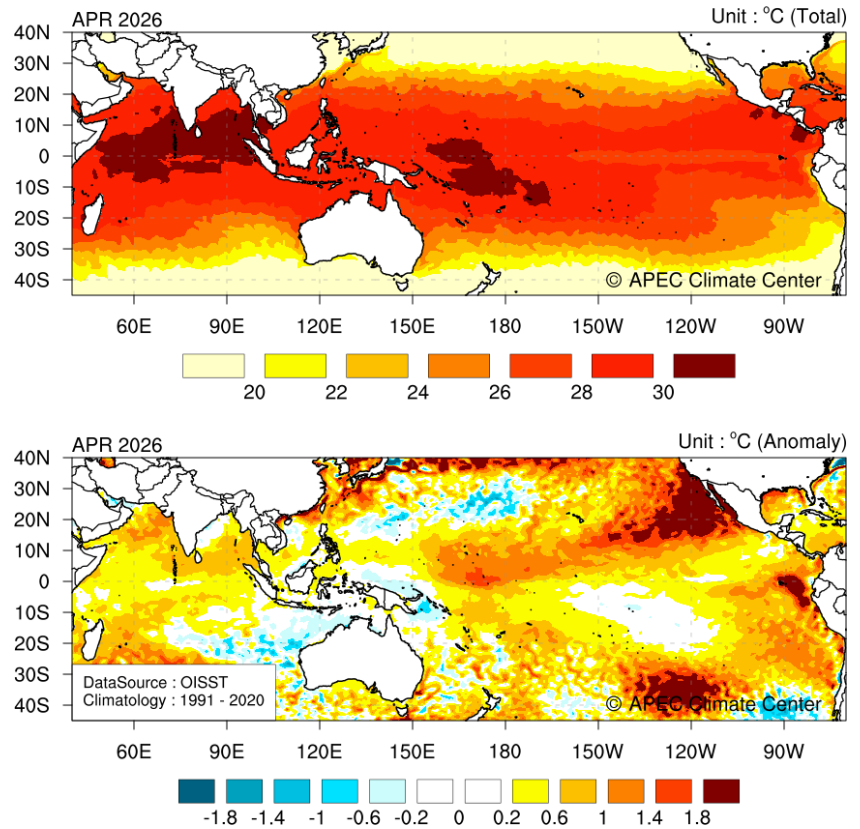 APR 2026 Unit : °C (Total)
40N
30N
20N
10N
0
10S
20S
30S
40S
© APEC Climate Center
60E 90E 120E 150E 180 150W 120W 90W
20 22 24 26 28 30
APR 2026 Unit : °C (Anomaly)
40N
30N
20N
10N
0
10S
20S
30S
40S
DataSource : OISST
Climatology : 1991 - 2020
© APEC Climate Center
60E 90E 120E 150E 180 150W 120W 90W
-1.8 -1.4 -1 -0.6 -0.2 0 0.2 0.6 1 1.4 1.8